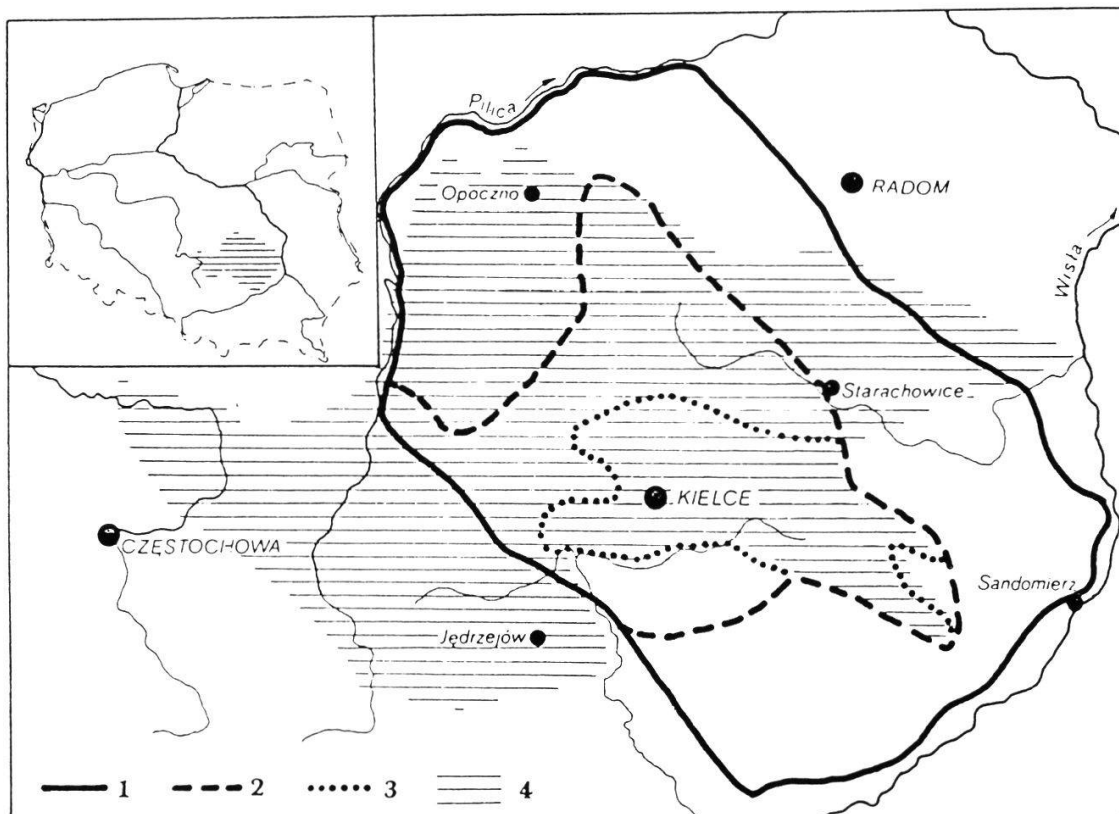 Pilica
Opoczno
RADOM
Wisła
Starachowice
KIELCE
CZĘSTOCHOWA
Sandomierz
Jędrzejów
1 2 3 4